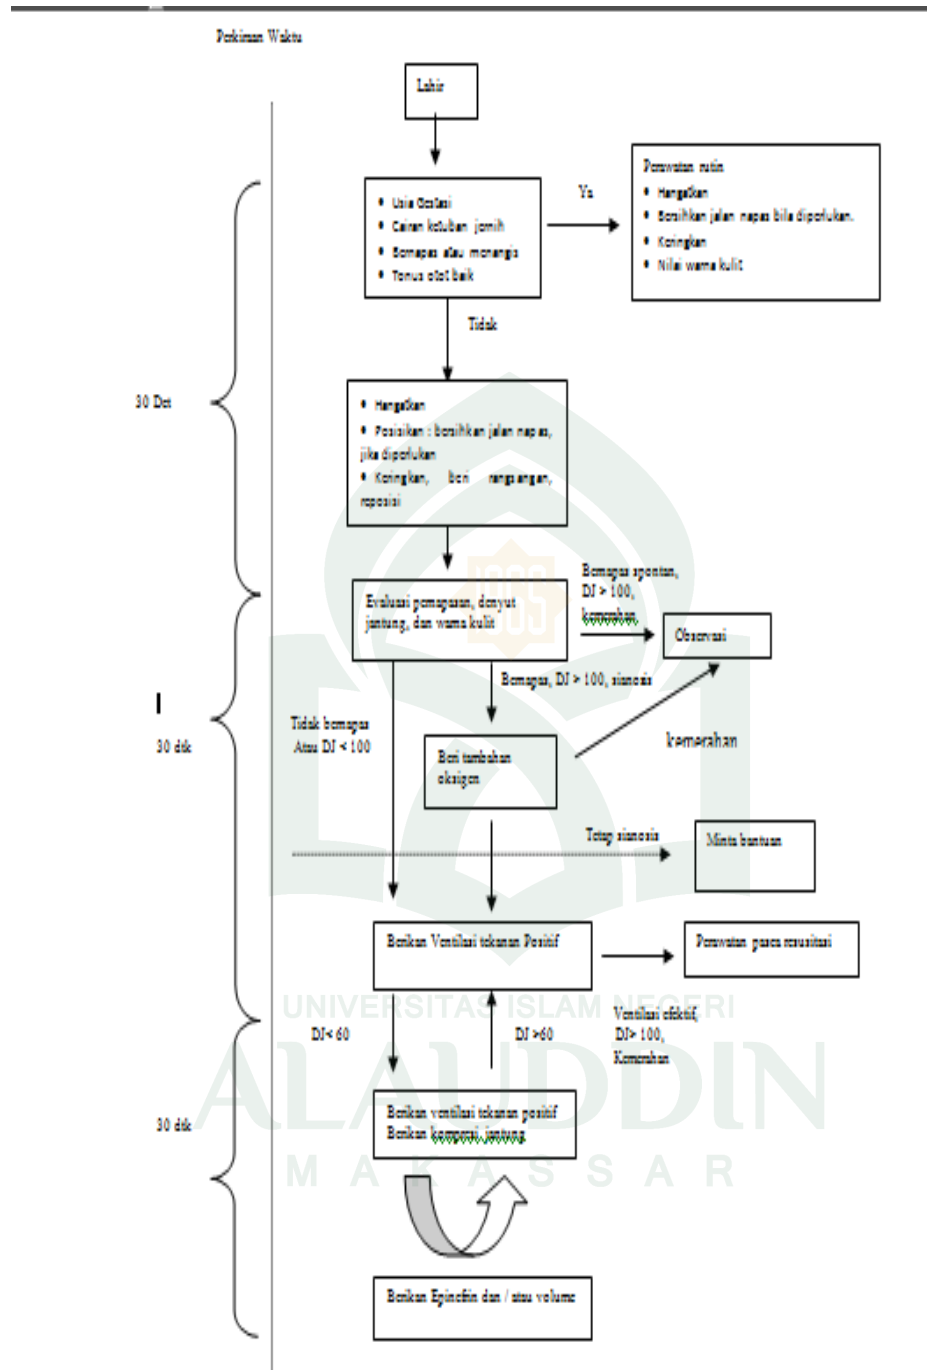 Perkiraan Waktu
Lahir
• Usia Gestasi
• Cairan ketuban jernih
• Bernapas atau menangis
• Tonus otot baik
Ya
Perawatan rutin
• Hangatkan
• Bersihkan jalan napas bila diperlukan.
• Keringkan
• Nilai warna kulit
Tidak
30 Det
• Hangatkan
• Posisikan : bersihkan jalan napas,
jika diperlukan
• Keringkan, beri rangsangan,
reposisi
Evaluasi pernapasan, denyut
jantung, dan warna kulit
Bernapas spontan,
DJ > 100,
kemerahan
Observasi
Bernapas, DJ > 100, sianosis
Tidak bernapas
Atau DJ < 100
30 dtk
Beri tambahan
oksigen
kemerahan
Tetap sianosis
Minta bantuan
Berikan Ventilasi tekanan Positif
Perawatan pasca resusitasi
DJ< 60
DJ >60
Ventilasi efektif,
DJ> 100,
Kemerahan
30 dtk
Berikan ventilasi tekanan positif
Berikan kompresi jantung
Berikan Epinefrin dan / atau volume
1965
UNIVERSITAS ISLAM NEGERI
ALAUDDIN
MAKASSAR